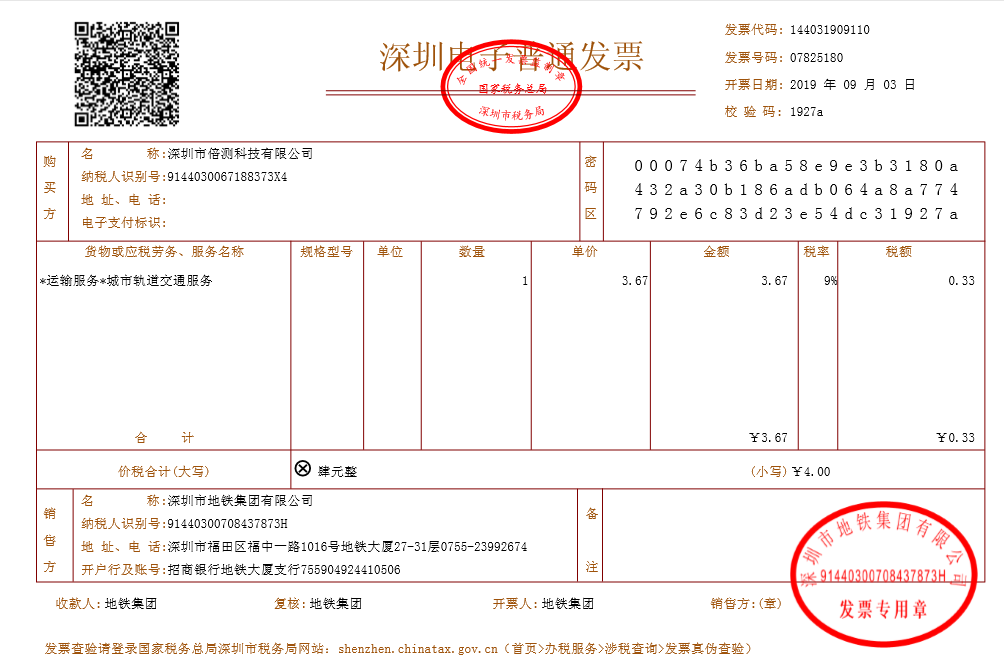 深圳电子普通发票
全国统一发票监制章
国家税务总局
深圳市税务局
发票代码: 144031909110
发票号码: 07825180
开票日期: 2019 年 09 月 03 日
校 验 码: 1927a
购买方
名 称:深圳市倍测科技有限公司
纳税人识别号:9144030067188373X4
地 址、电 话:
电子支付标识:
密码区
00074b36ba58e9e3b3180a
432a30b186adb064a8a774
792e6c83d23e54dc31927a
货物或应税劳务、服务名称 规格型号 单位 数量 单价 金额 税率 税额
*运输服务*城市轨道交通服务 1 3.67 3.67 9% 0.33
合 计 ¥3.67 ¥0.33
价税合计(大写) ⊗ 肆元整 (小写) ¥4.00
销售方
名 称:深圳市地铁集团有限公司
纳税人识别号:91440300708437873H
地 址、电 话:深圳市福田区福中一路1016号地铁大厦27-31层0755-23992674
开户行及账号:招商银行地铁大厦支行755904924410506
备注
深圳市地铁集团有限公司
91440300708437873H
发票专用章
收款人: 地铁集团 复核: 地铁集团 开票人: 地铁集团 销售方: (章)
发票查验请登录国家税务总局深圳市税务局网站: shenzhen.chinatax.gov.cn（首页>办税服务>涉税查询>发票真伪查验）